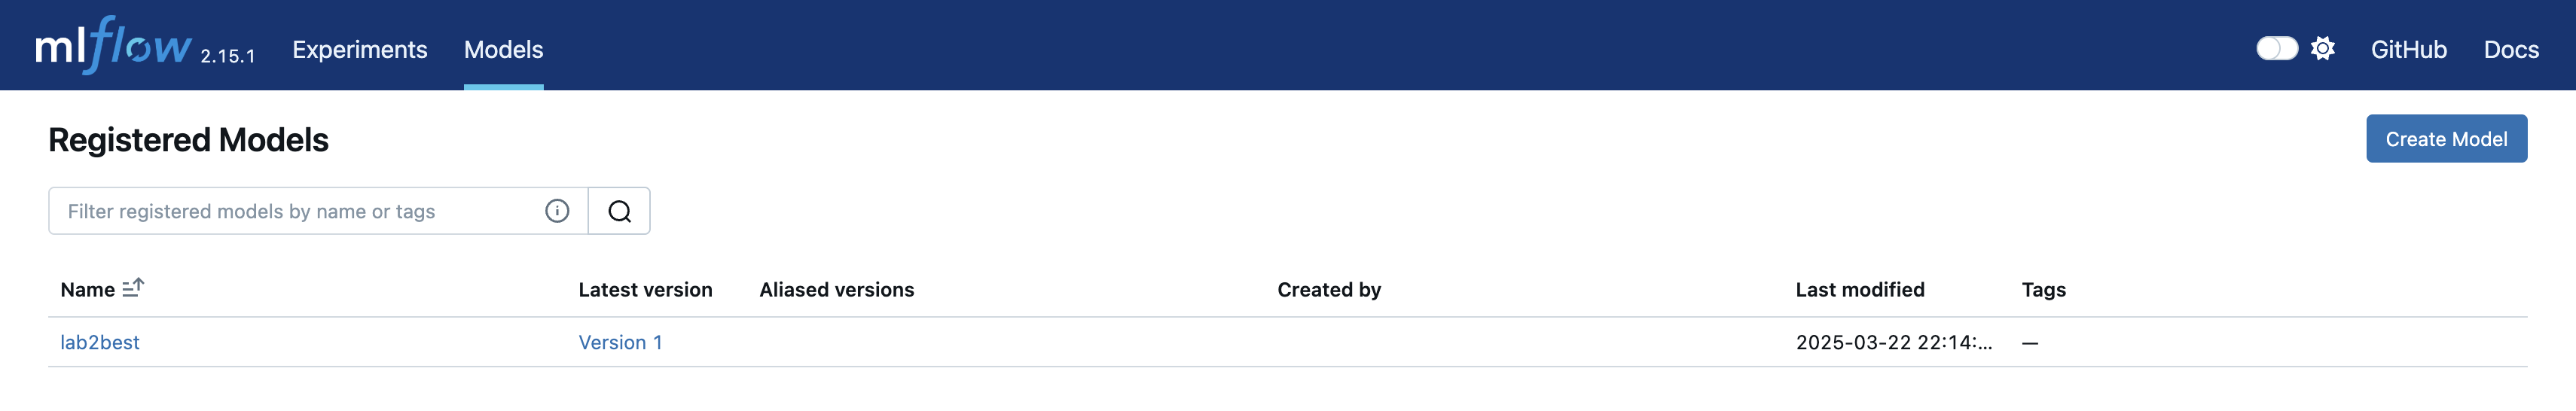 mlflow 2.15.1 Experiments Models GitHub Docs
Registered Models Create Model
Filter registered models by name or tags
Name Latest version Aliased versions Created by Last modified Tags
lab2best Version 1 2025-03-22 22:14:... —